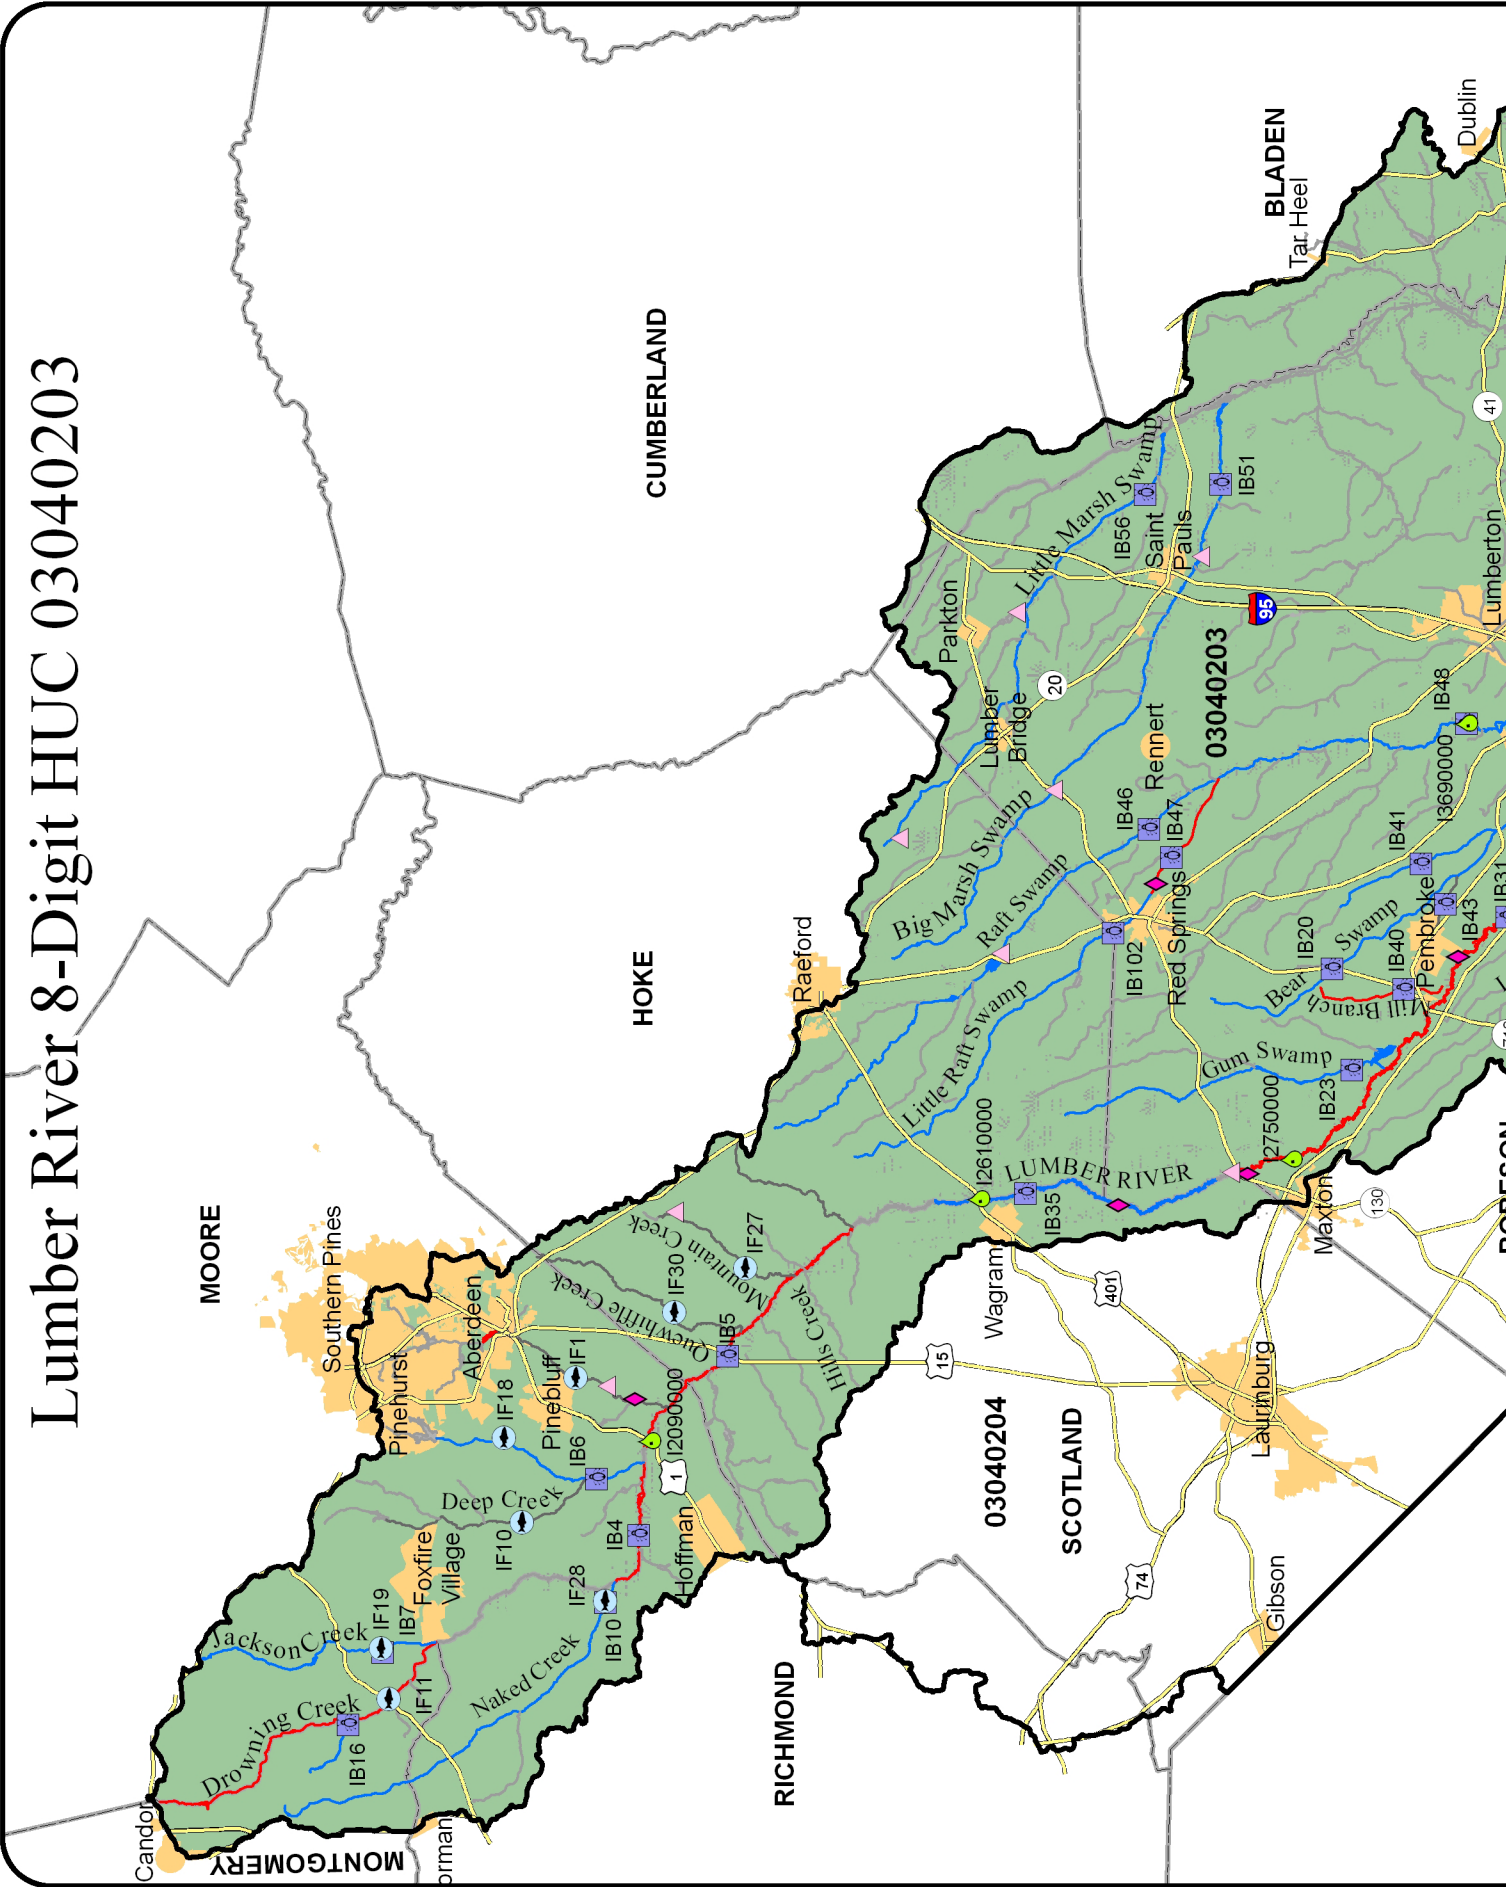 Lumber River 8-Digit HUC 03040203
MOORE
MONTGOMERY
CUMBERLAND
HOKE
RICHMOND
SCOTLAND
BLADEN
03040203
03040204
Candor
Southern Pines
Pinehurst
Aberdeen
Pinebluff
Foxfire
Village
Hoffman
Raeford
Parkton
Lumber
Bridge
Rennert
Saint
Pauls
Tar Heel
Dublin
Lumberton
Red Springs
Pembroke
Maxton
Wagram
Laurinburg
Gibson
Jackson Creek
Drowning Creek
Naked Creek
Deep Creek
Quewhiffle Creek
Mountain Creek
Hills Creek
LUMBER RIVER
Little Raft Swamp
Raft Swamp
Big Marsh Swamp
Little Marsh Swamp
Gum Swamp
Bear Swamp
Mill Branch
IF19
IB7
IF11
IB16
IF10
IF18
IF28
IB10
IB4
IB6
IF1
I2090000
IB5
IF30
IF27
I2610000
IB35
I2750000
IB23
IB20
IB40
IB43
IB41
IB31
IB102
IB46
IB47
IB48
I3690000
IB56
IB51
1
15
401
74
130
20
95
41